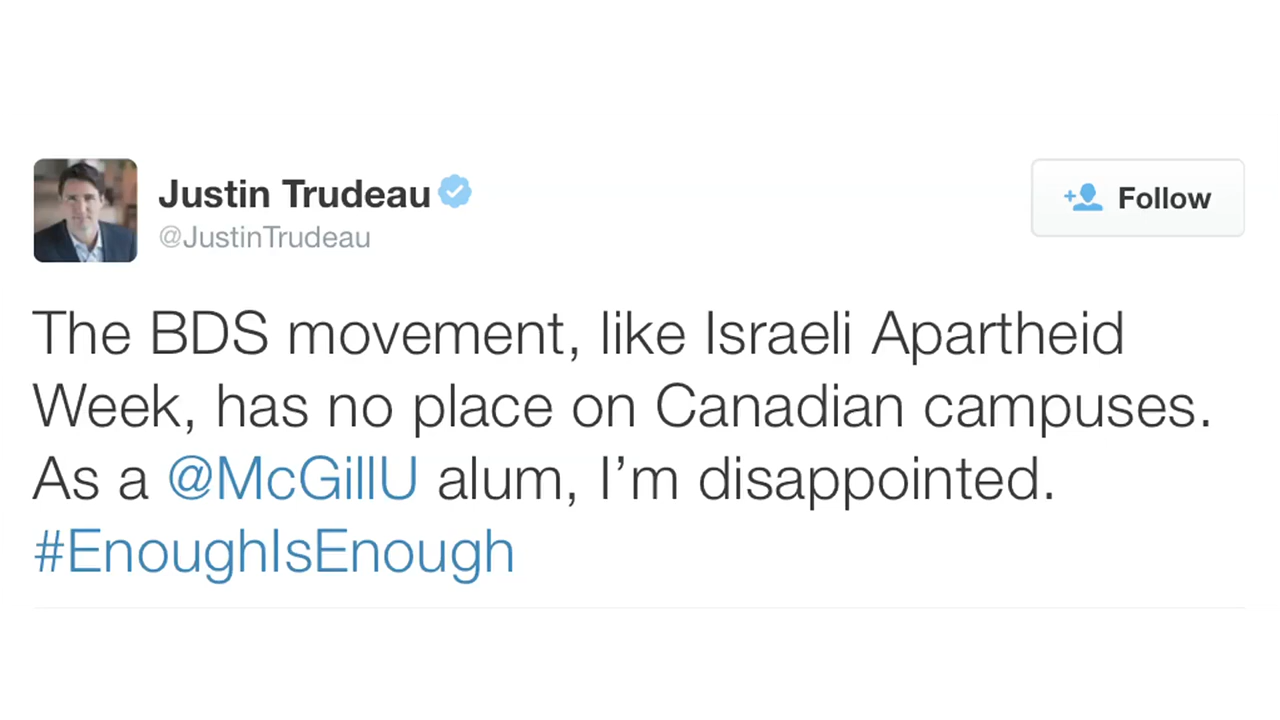 Justin Trudeau
@JustinTrudeau
Follow
The BDS movement, like Israeli Apartheid
Week, has no place on Canadian campuses.
As a @McGillU alum, I’m disappointed.
#EnoughIsEnough